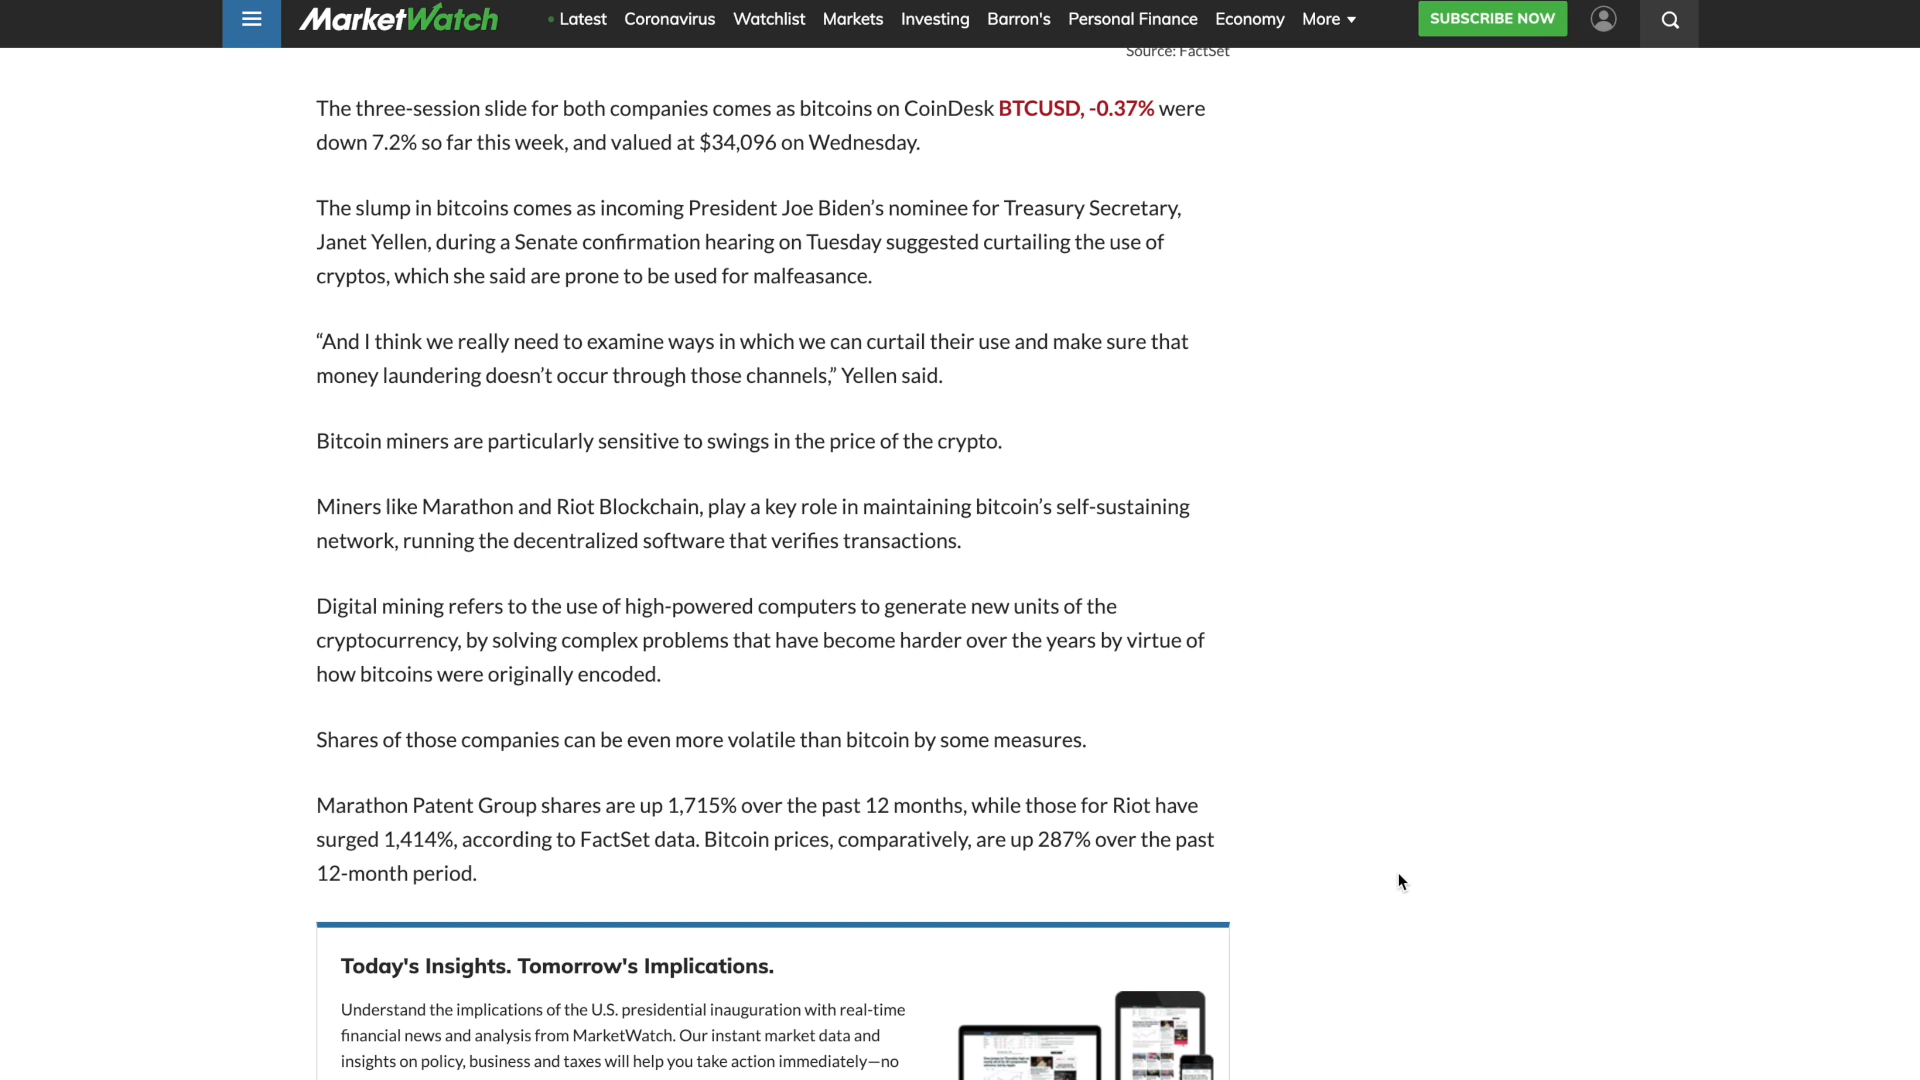 MarketWatch
Latest Coronavirus Watchlist Markets Investing Barron's Personal Finance Economy More
SUBSCRIBE NOW
Source: FactSet
The three-session slide for both companies comes as bitcoins on CoinDesk BTCUSD, -0.37% were
down 7.2% so far this week, and valued at $34,096 on Wednesday.
The slump in bitcoins comes as incoming President Joe Biden’s nominee for Treasury Secretary,
Janet Yellen, during a Senate confirmation hearing on Tuesday suggested curtailing the use of
cryptos, which she said are prone to be used for malfeasance.
“And I think we really need to examine ways in which we can curtail their use and make sure that
money laundering doesn’t occur through those channels,” Yellen said.
Bitcoin miners are particularly sensitive to swings in the price of the crypto.
Miners like Marathon and Riot Blockchain, play a key role in maintaining bitcoin’s self-sustaining
network, running the decentralized software that verifies transactions.
Digital mining refers to the use of high-powered computers to generate new units of the
cryptocurrency, by solving complex problems that have become harder over the years by virtue of
how bitcoins were originally encoded.
Shares of those companies can be even more volatile than bitcoin by some measures.
Marathon Patent Group shares are up 1,715% over the past 12 months, while those for Riot have
surged 1,414%, according to FactSet data. Bitcoin prices, comparatively, are up 287% over the past
12-month period.
Today's Insights. Tomorrow's Implications.
Understand the implications of the U.S. presidential inauguration with real-time
financial news and analysis from MarketWatch. Our instant market data and
insights on policy, business and taxes will help you take action immediately—no